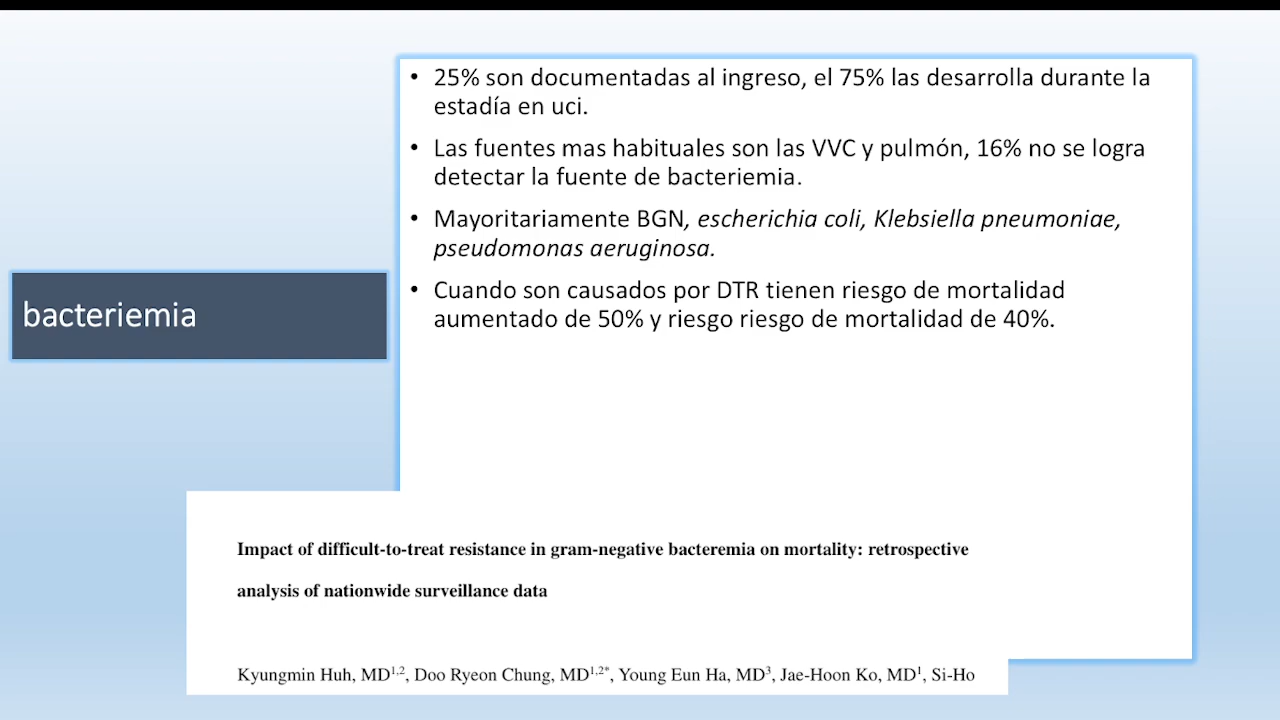 bacteriemia
• 25% son documentadas al ingreso, el 75% las desarrolla durante la
estadía en uci.
• Las fuentes mas habituales son las VVC y pulmón, 16% no se logra
detectar la fuente de bacteriemia.
• Mayoritariamente BGN, escherichia coli, Klebsiella pneumoniae,
pseudomonas aeruginosa.
• Cuando son causados por DTR tienen riesgo de mortalidad
aumentado de 50% y riesgo riesgo de mortalidad de 40%.
Impact of difficult-to-treat resistance in gram-negative bacteremia on mortality: retrospective
analysis of nationwide surveillance data
Kyungmin Huh, MD1,2, Doo Ryeon Chung, MD1,2*, Young Eun Ha, MD3, Jae-Hoon Ko, MD1, Si-Ho